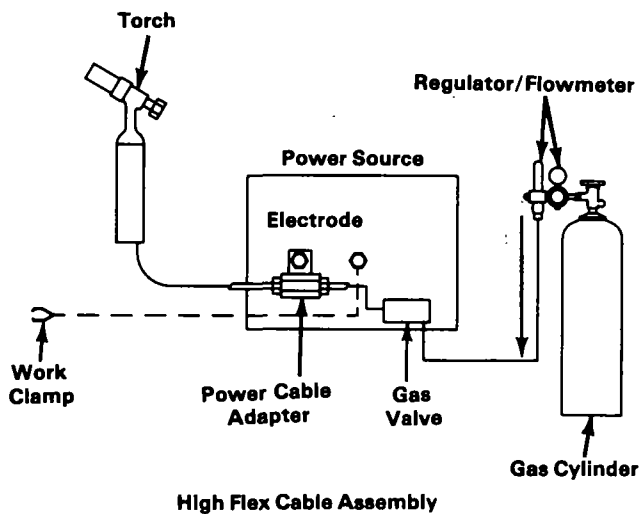 Torch
Regulator/Flowmeter
Power Source
Electrode
Work
Clamp
Power Cable
Adapter
Gas
Valve
Gas Cylinder
High Flex Cable Assembly